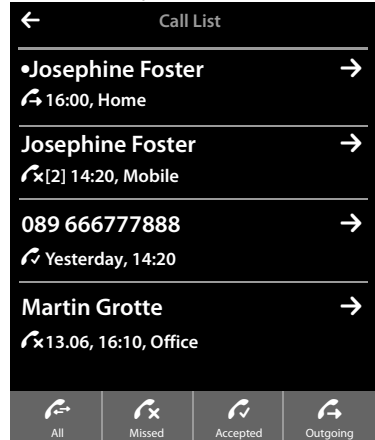 Call List
•Josephine Foster
16:00, Home
Josephine Foster
[2] 14:20, Mobile
089 666777888
Yesterday, 14:20
Martin Grotte
13.06, 16:10, Office
All Missed Accepted Outgoing